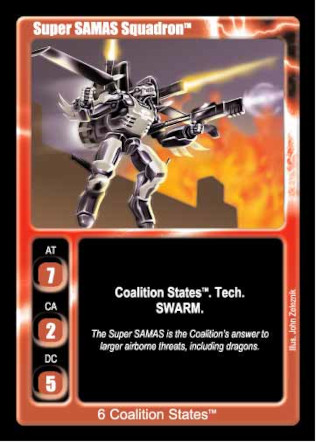 Super SAMAS Squadron™
AT
7
CA
2
DC
5
Coalition States™. Tech.
SWARM.
The Super SAMAS is the Coalition's answer to
larger airborne threats, including dragons.
Illus. John Zeleznik
6 Coalition States™